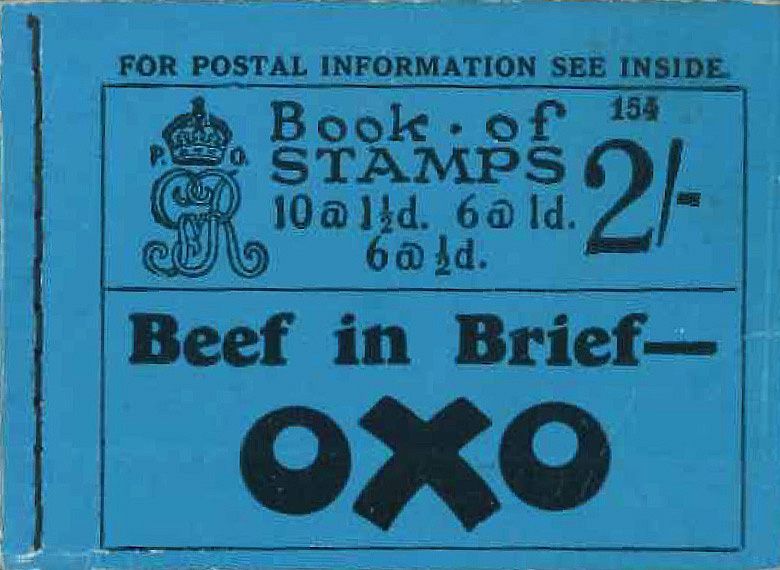 FOR POSTAL INFORMATION SEE INSIDE.
P. O.
GR
Book · of
STAMPS
154
2/-
10 @ 1½d. 6 @ 1d.
6 @ ½d.
Beef in Brief—
OXO